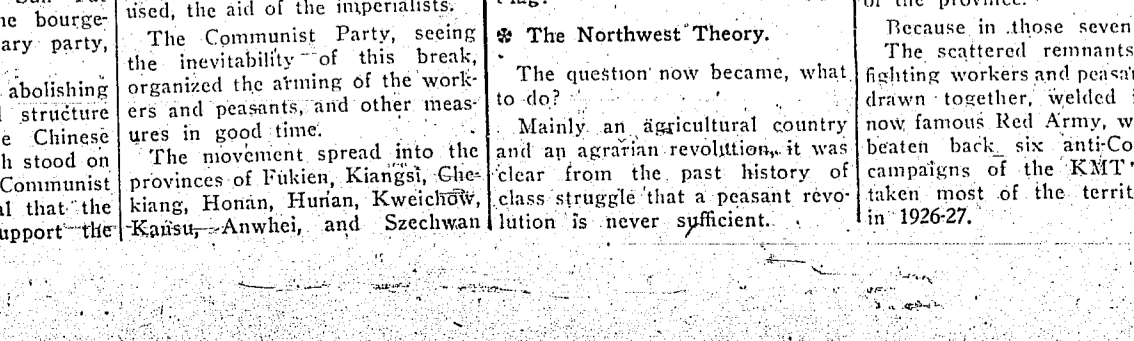 ne bourge-
ary party,
abolishing
structure
e Chinese
h stood on
Communist
al that the
upport the
used, the aid of the imperialists.
The Communist Party, seeing
the inevitability of this break,
organized the arming of the work-
ers and peasants, and other meas-
ures in good time.
The movement spread into the
provinces of Fukien, Kiangsi, Che-
kiang, Honan, Hunan, Kweichow,
Kansu, Anwhei, and Szechwan
The Northwest Theory.
The question now became, what
to do?
Mainly an agricultural country
and an agrarian revolution, it was
clear from the past history of
class struggle that a peasant revo-
lution is never sufficient.
of the province.
Because in those seven
The scattered remnants
fighting workers and peasa
drawn together, welded
now famous Red Army, w
beaten back six anti-Co
campaigns of the KMT
taken most of the territ
in 1926-27.